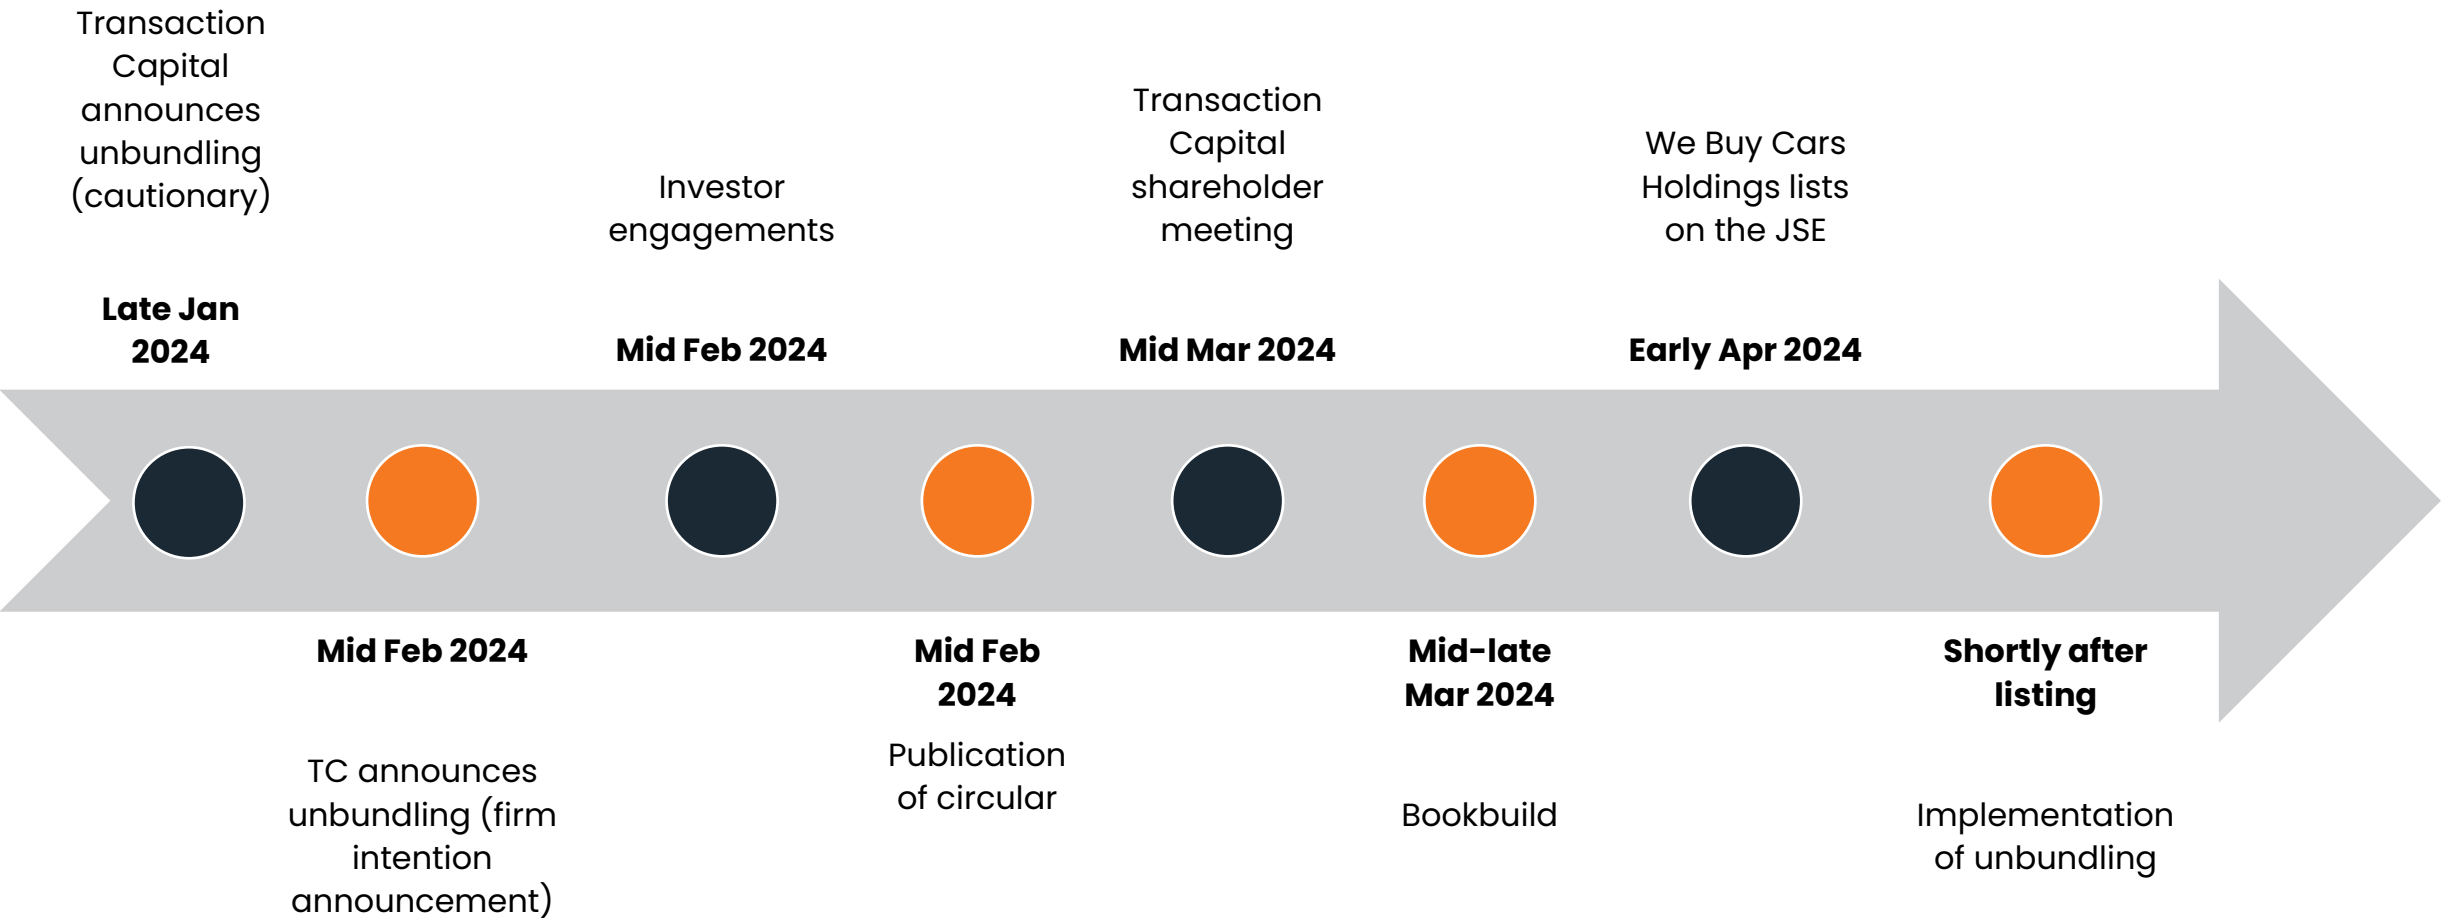 Transaction
Capital
announces
unbundling
(cautionary)
Late Jan
2024
Mid Feb 2024
TC announces
unbundling (firm
intention
announcement)
Investor
engagements
Mid Feb 2024
Mid Feb
2024
Publication
of circular
Transaction
Capital
shareholder
meeting
Mid Mar 2024
Mid-late
Mar 2024
Bookbuild
We Buy Cars
Holdings lists
on the JSE
Early Apr 2024
Shortly after
listing
Implementation
of unbundling